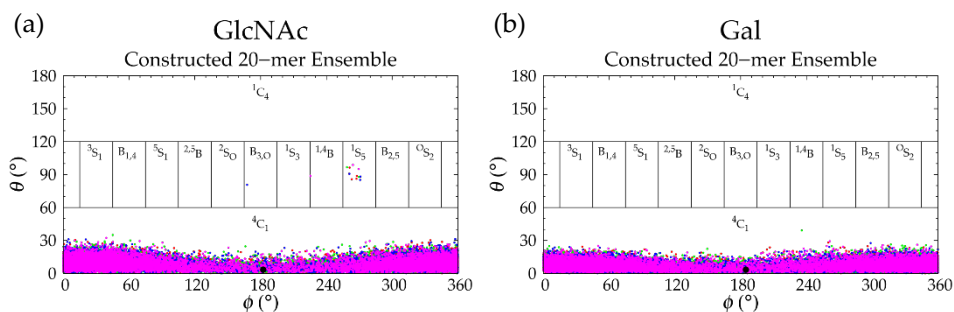 (a) GlcNAc
Constructed 20−mer Ensemble
180
150
120
90
60
30
0
θ (°)
¹C₄
³S₁ B₁,₄ ⁵S₁ ²,⁵B ²Sₒ B₃,ₒ ¹S₃ ¹,⁴B ¹S₅ B₂,₅ ᴼS₂
⁴C₁
0 60 120 180 240 300 360
ϕ (°)
(b) Gal
Constructed 20−mer Ensemble
180
150
120
90
60
30
0
θ (°)
¹C₄
³S₁ B₁,₄ ⁵S₁ ²,⁵B ²Sₒ B₃,ₒ ¹S₃ ¹,⁴B ¹S₅ B₂,₅ ᴼS₂
⁴C₁
0 60 120 180 240 300 360
ϕ (°)